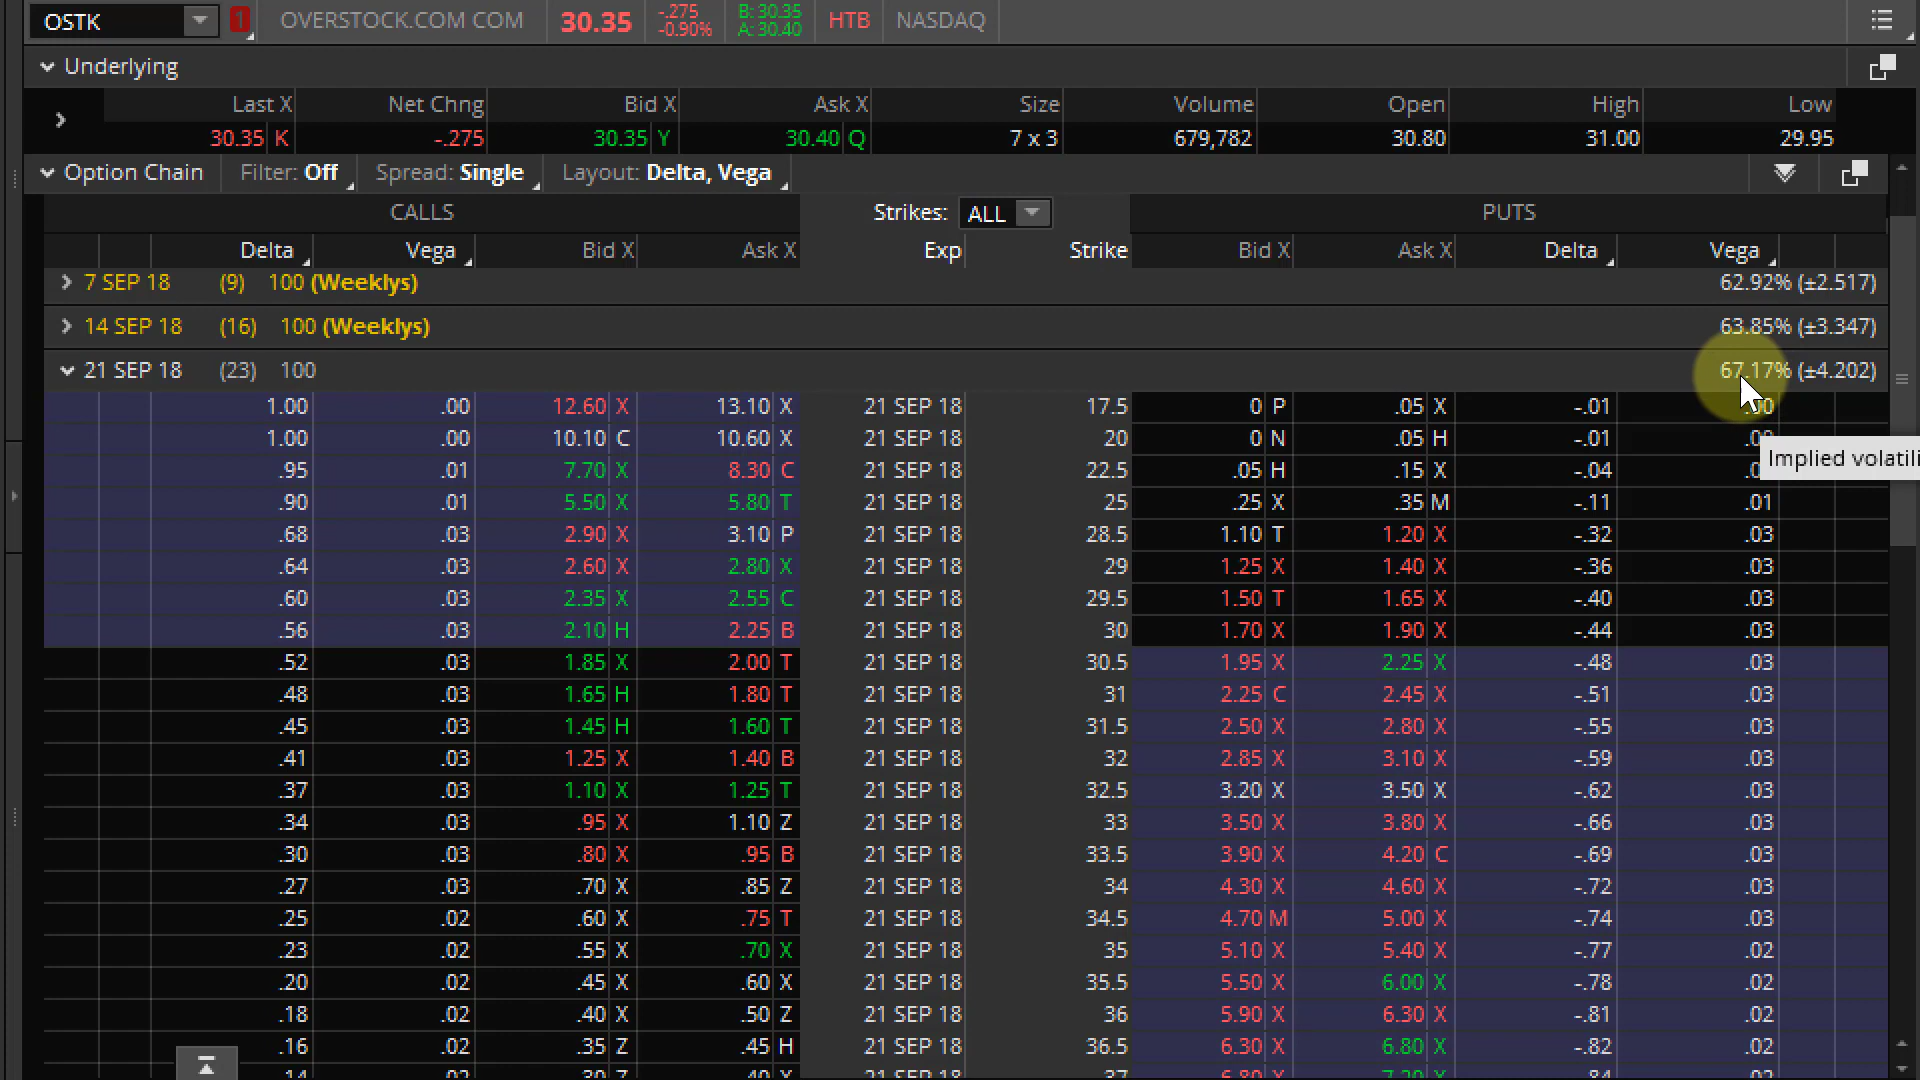 OSTK 1 OVERSTOCK.COM COM 30.35 -.275 -0.90% B: 30.35 A: 30.40 HTB NASDAQ
Underlying
Last X Net Chng Bid X Ask X Size Volume Open High Low
30.35 K -.275 30.35 Y 30.40 Q 7 x 3 679,782 30.80 31.00 29.95
Option Chain Filter: Off Spread: Single Layout: Delta, Vega
CALLS Strikes: ALL PUTS
Delta Vega Bid X Ask X Exp Strike Bid X Ask X Delta Vega
7 SEP 18 (9) 100 (Weeklys) 62.92% (±2.517)
14 SEP 18 (16) 100 (Weeklys) 63.85% (±3.347)
21 SEP 18 (23) 100 67.17% (±4.202)
1.00 .00 12.60 X 13.10 X 21 SEP 18 17.5 0 P .05 X -.01
1.00 .00 10.10 C 10.60 X 21 SEP 18 20 0 N .05 H -.01
.95 .01 7.70 X 8.30 C 21 SEP 18 22.5 .05 H .15 X -.04 Implied volatili
.90 .01 5.50 X 5.80 T 21 SEP 18 25 .25 X .35 M -.11 .01
.68 .03 2.90 X 3.10 P 21 SEP 18 28.5 1.10 T 1.20 X -.32 .03
.64 .03 2.60 X 2.80 X 21 SEP 18 29 1.25 X 1.40 X -.36 .03
.60 .03 2.35 X 2.55 C 21 SEP 18 29.5 1.50 T 1.65 X -.40 .03
.56 .03 2.10 H 2.25 B 21 SEP 18 30 1.70 X 1.90 X -.44 .03
.52 .03 1.85 X 2.00 T 21 SEP 18 30.5 1.95 X 2.25 X -.48 .03
.48 .03 1.65 H 1.80 T 21 SEP 18 31 2.25 C 2.45 X -.51 .03
.45 .03 1.45 H 1.60 T 21 SEP 18 31.5 2.50 X 2.80 X -.55 .03
.41 .03 1.25 X 1.40 B 21 SEP 18 32 2.85 X 3.10 X -.59 .03
.37 .03 1.10 X 1.25 T 21 SEP 18 32.5 3.20 X 3.50 X -.62 .03
.34 .03 .95 X 1.10 Z 21 SEP 18 33 3.50 X 3.80 X -.66 .03
.30 .03 .80 X .95 B 21 SEP 18 33.5 3.90 X 4.20 C -.69 .03
.27 .03 .70 X .85 Z 21 SEP 18 34 4.30 X 4.60 X -.72 .03
.25 .02 .60 X .75 T 21 SEP 18 34.5 4.70 M 5.00 X -.74 .03
.23 .02 .55 X .70 X 21 SEP 18 35 5.10 X 5.40 X -.77 .02
.20 .02 .45 X .60 X 21 SEP 18 35.5 5.50 X 6.00 X -.78 .02
.18 .02 .40 X .50 Z 21 SEP 18 36 5.90 X 6.30 X -.81 .02
.16 .02 .35 Z .45 H 21 SEP 18 36.5 6.30 X 6.80 X -.82 .02